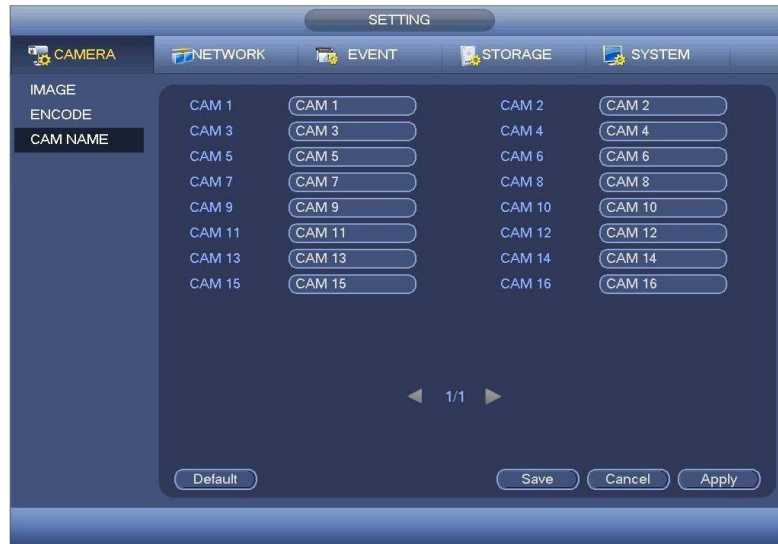 SETTING
CAMERA NETWORK EVENT STORAGE SYSTEM
IMAGE
ENCODE
CAM NAME
CAM 1 CAM 1 CAM 2 CAM 2
CAM 3 CAM 3 CAM 4 CAM 4
CAM 5 CAM 5 CAM 6 CAM 6
CAM 7 CAM 7 CAM 8 CAM 8
CAM 9 CAM 9 CAM 10 CAM 10
CAM 11 CAM 11 CAM 12 CAM 12
CAM 13 CAM 13 CAM 14 CAM 14
CAM 15 CAM 15 CAM 16 CAM 16
1/1
Default Save Cancel Apply